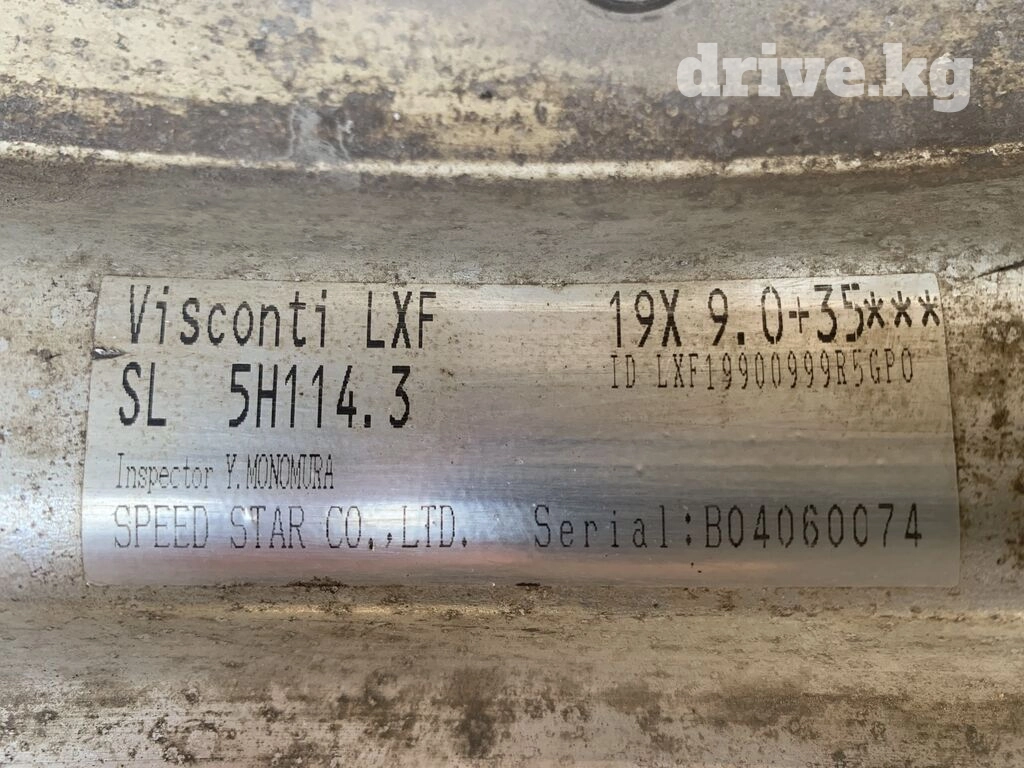 drive.kg
Visconti LXF 19X 9.0+35***
ID LXF19900999R5GPO
SL 5H114.3
Inspector Y.MONOMURA
SPEED STAR CO.,LTD. Serial:B04060074